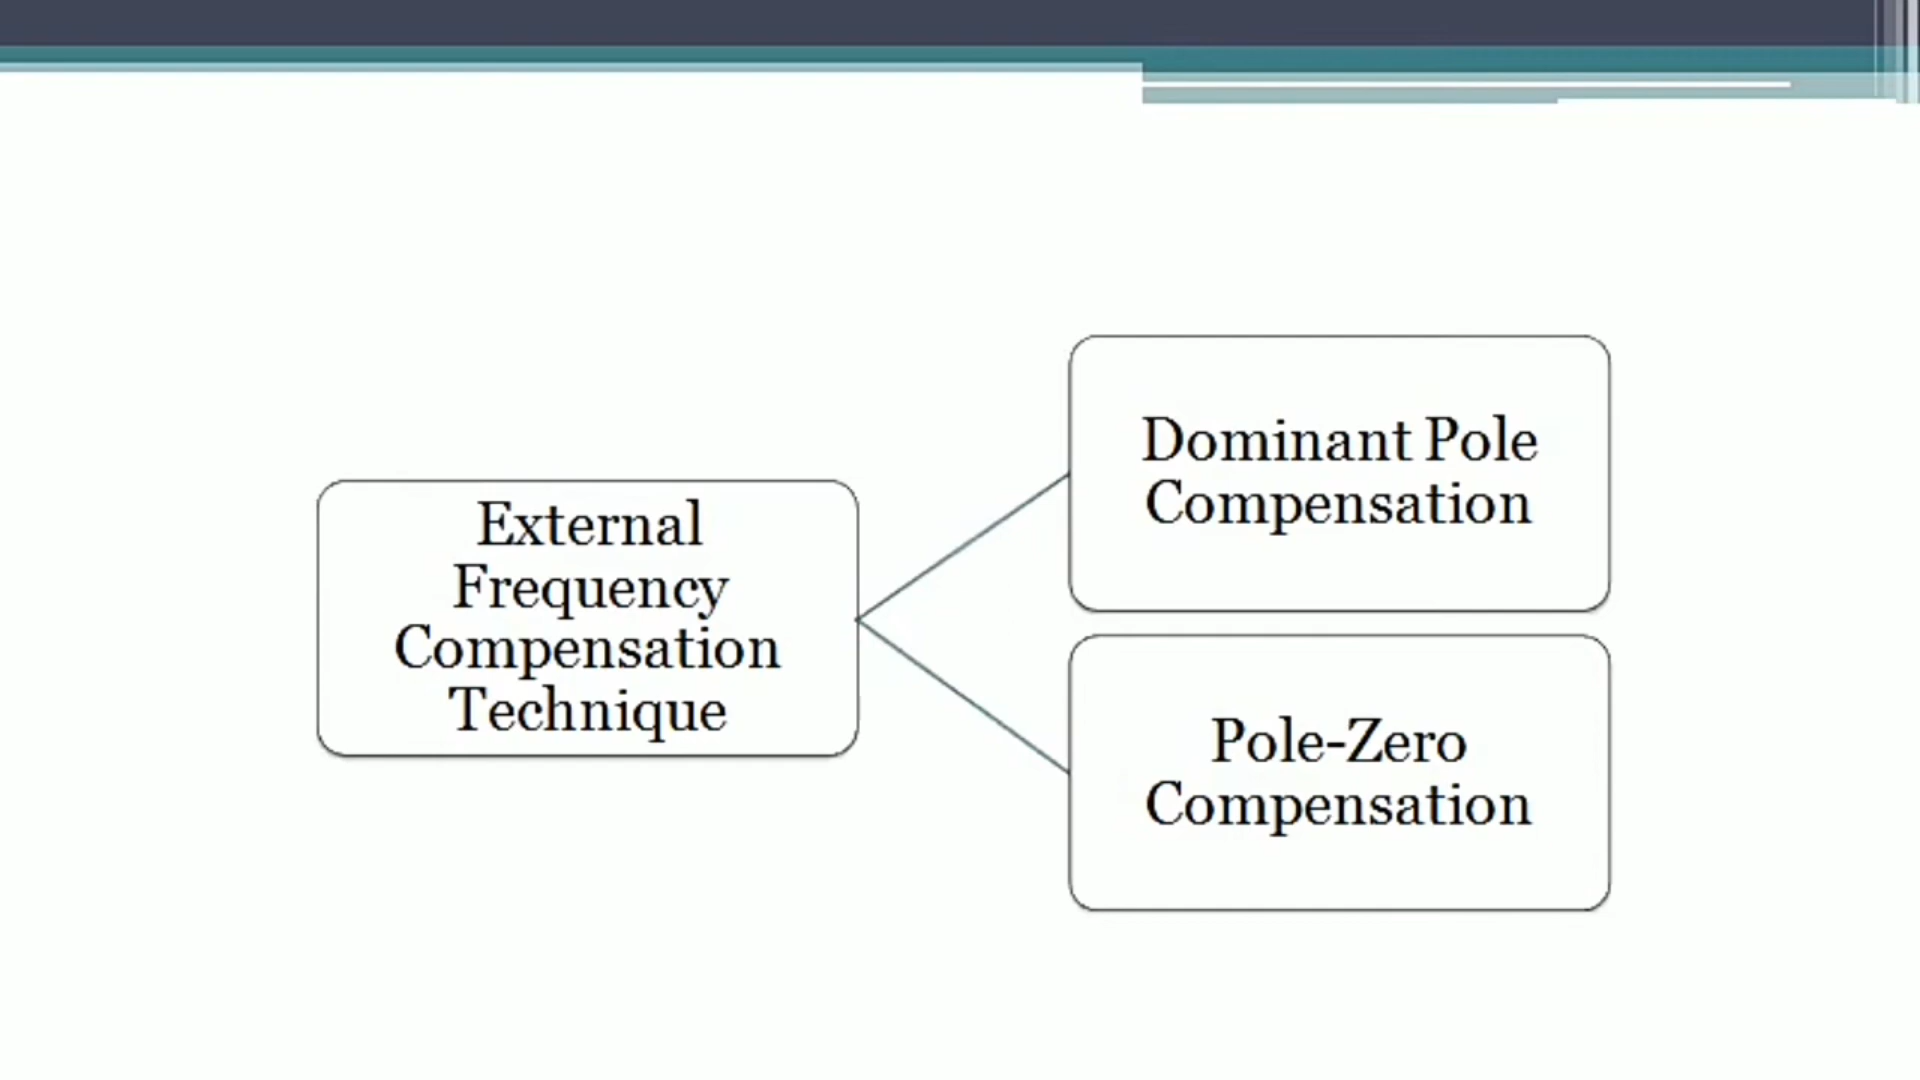 External
Frequency
Compensation
Technique
Dominant Pole
Compensation
Pole-Zero
Compensation